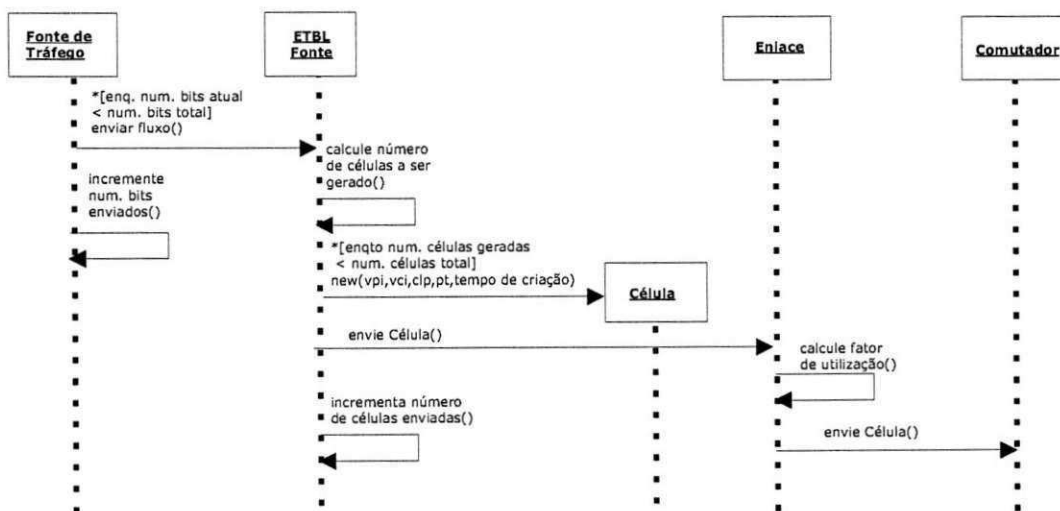 Fonte de
Tráfego
ETBL
Fonte
Enlace
Comutador
*[enq. num. bits atual
< num. bits total]
enviar fluxo()
calcule número
de células a ser
gerado()
incremente
num. bits
enviados()
*[enqto num. células geradas
< num. células total]
new(vpi,vci,clp,pt,tempo de criação)
Célula
envie Célula()
calcule fator
de utilização()
incrementa número
de células enviadas()
envie Célula()